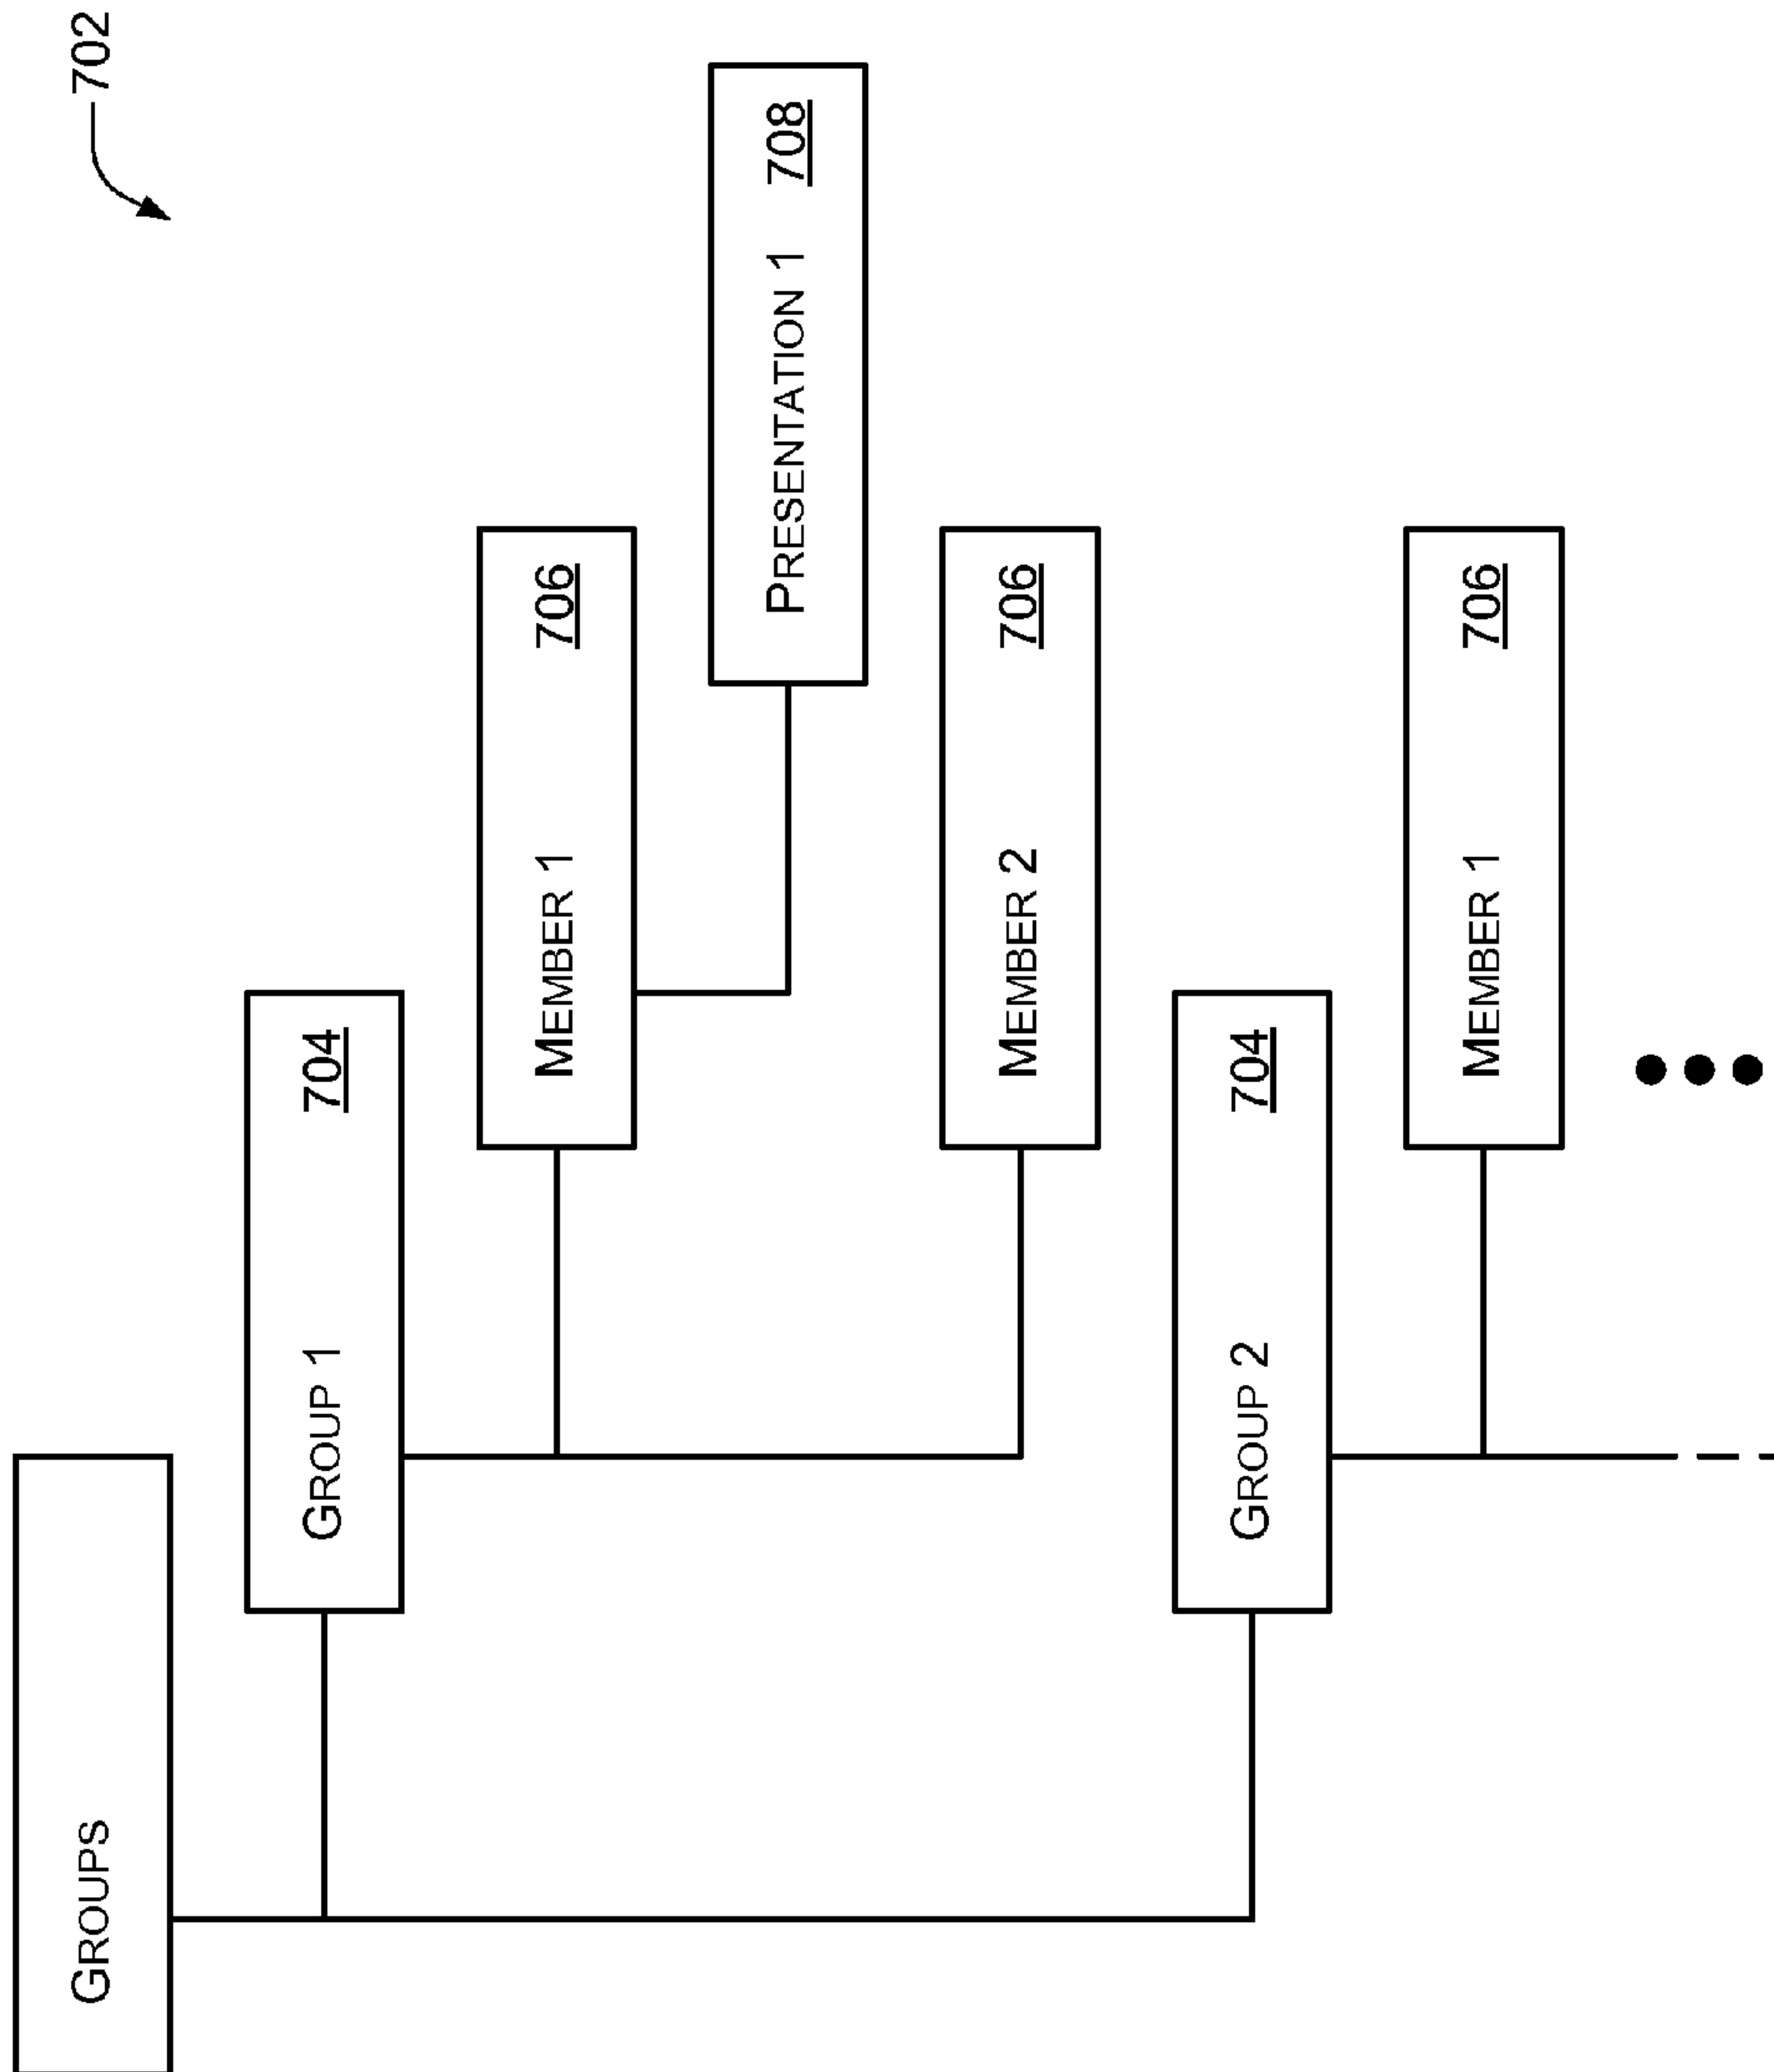 702
GROUPS
GROUP 1 704
MEMBER 1 706
PRESENTATION 1 708
MEMBER 2 706
GROUP 2 704
MEMBER 1 706